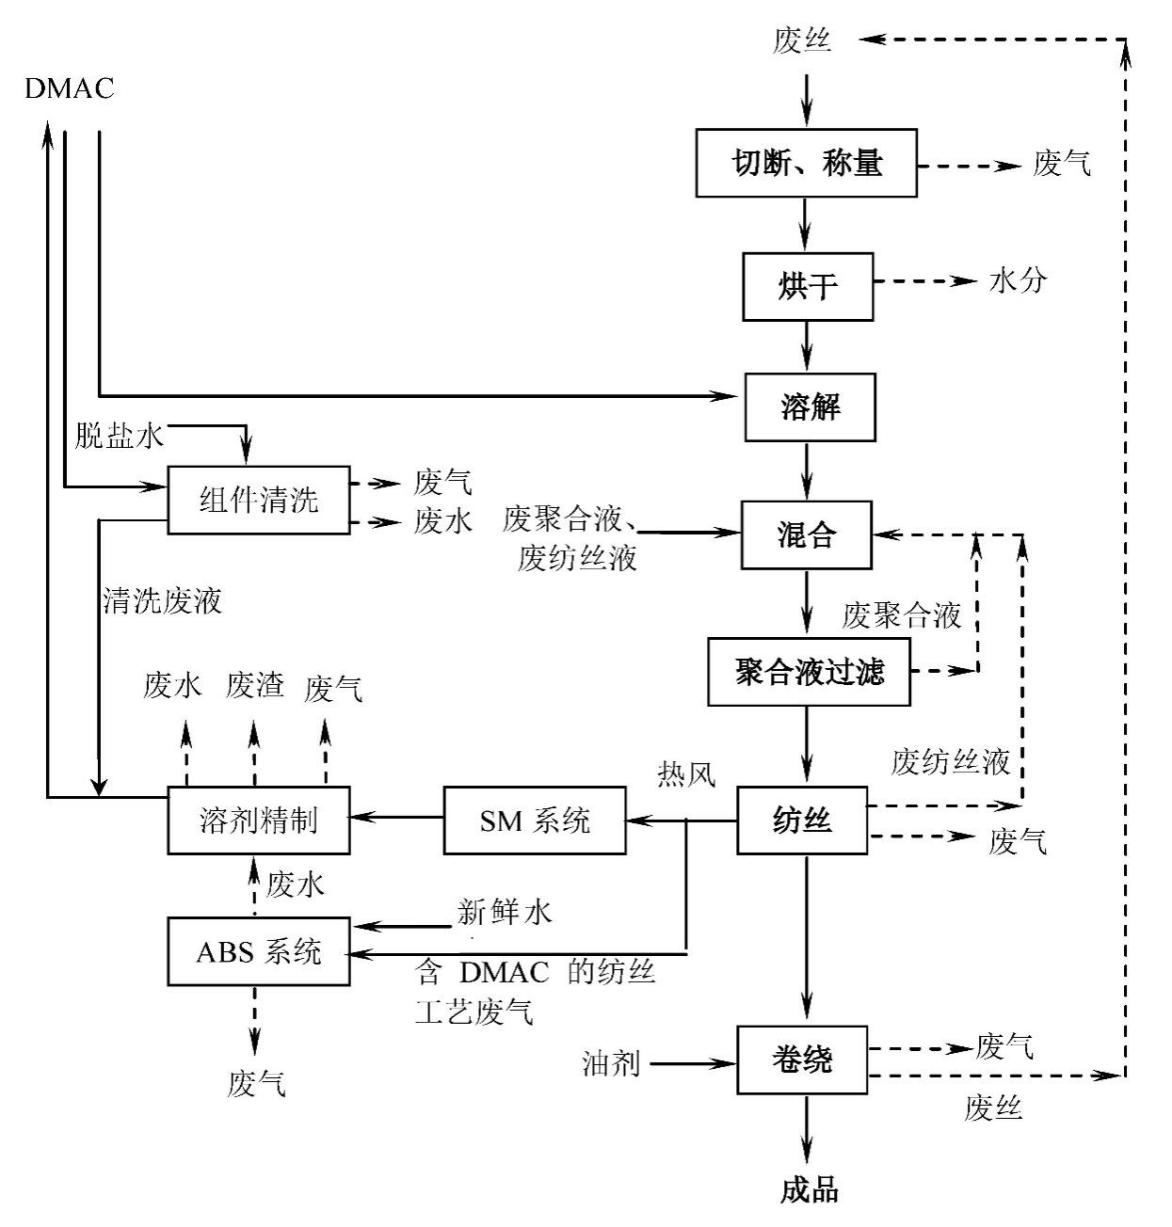 废丝
DMAC
切断、称量
废气
烘干
水分
溶解
脱盐水
组件清洗
废气
废水
废聚合液、
废纺丝液
混合
清洗废液
废聚合液
聚合液过滤
废水
废渣
废气
热风
废纺丝液
溶剂精制
SM 系统
纺丝
废气
废水
新鲜水
ABS 系统
含 DMAC 的纺丝
工艺废气
油剂
卷绕
废气
废气
废丝
成品